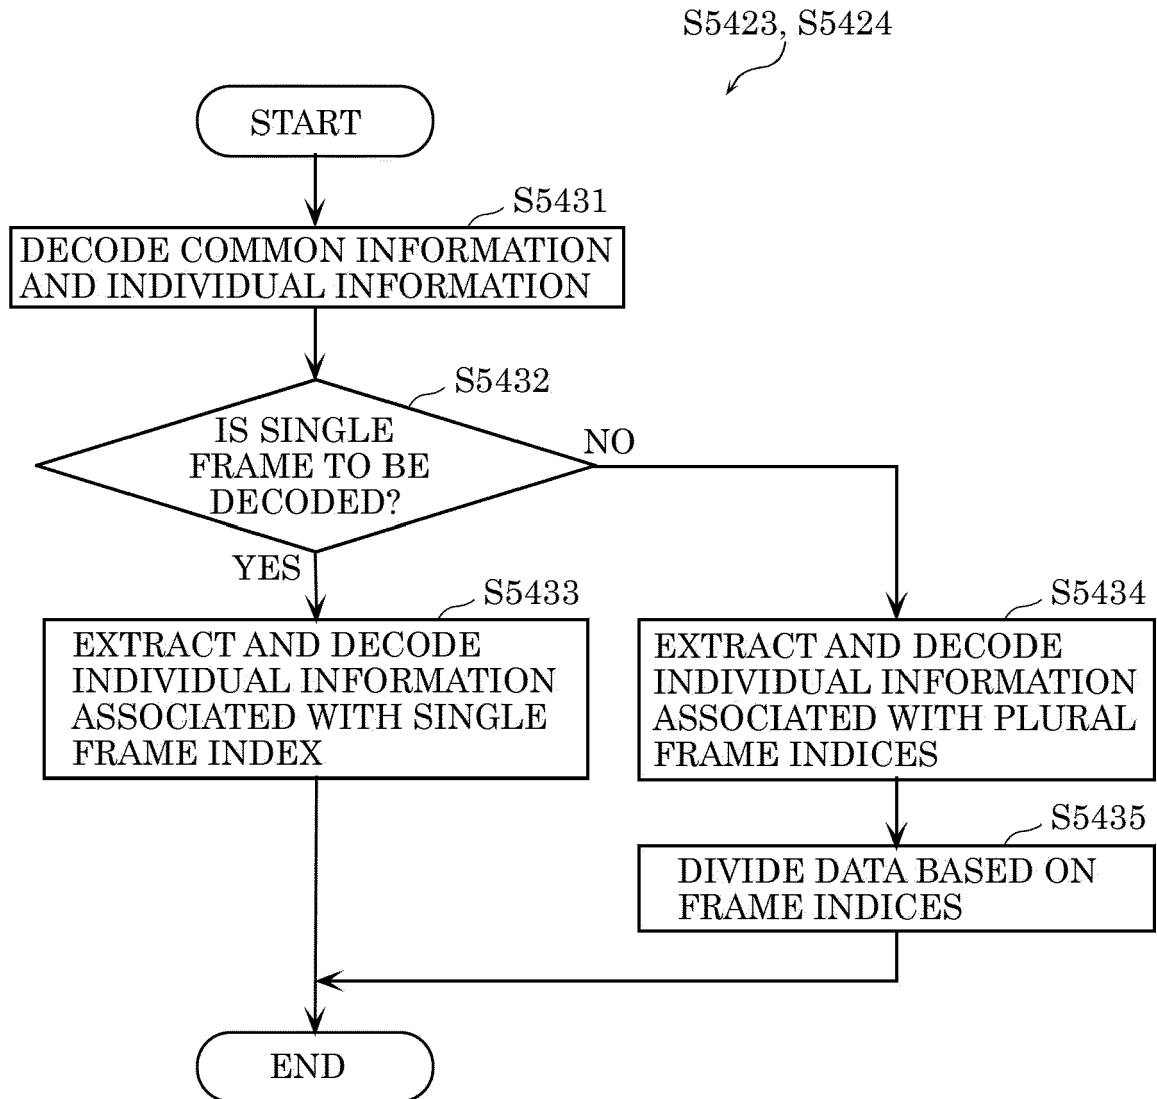 S5423, S5424
START
S5431
DECODE COMMON INFORMATION
AND INDIVIDUAL INFORMATION
S5432
IS SINGLE
FRAME TO BE
DECODED?
NO
YES
S5433
EXTRACT AND DECODE
INDIVIDUAL INFORMATION
ASSOCIATED WITH SINGLE
FRAME INDEX
S5434
EXTRACT AND DECODE
INDIVIDUAL INFORMATION
ASSOCIATED WITH PLURAL
FRAME INDICES
S5435
DIVIDE DATA BASED ON
FRAME INDICES
END